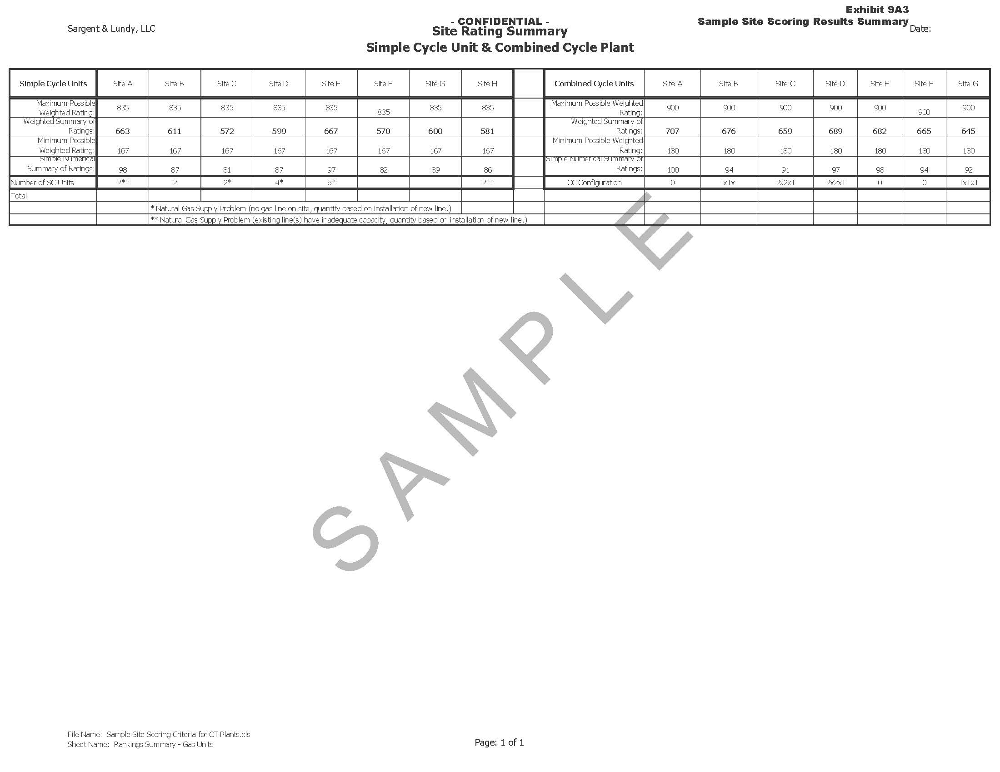 Exhibit 9A3
Sargent & Lundy, LLC - CONFIDENTIAL - Sample Site Scoring Results Summary Date:
Site Rating Summary
Simple Cycle Unit & Combined Cycle Plant
Simple Cycle Units Site A Site B Site C Site D Site E Site F Site G Site H Combined Cycle Units Site A Site B Site C Site D Site E Site F Site G
Maximum Possible Maximum Possible Weighted
Weighted Rating: 835 835 835 835 835 835 835 835 Rating: 900 900 900 900 900 900 900
Weighted Summary of Weighted Summary of
Ratings: 663 611 572 599 667 570 600 581 Ratings: 707 676 659 689 682 665 645
Minimum Possible Minimum Possible Weighted
Weighted Rating: 167 167 167 167 167 167 167 167 Rating: 180 180 180 180 180 180 180
Simple Numerical Simple Numerical Summary of
Summary of Ratings: 98 87 81 87 97 82 89 86 Ratings: 100 94 91 97 98 94 92
Number of SC Units 2** 2 2* 4* 6* 2** CC Configuration 0 1x1x1 2x2x1 2x2x1 0 0 1x1x1
Total
* Natural Gas Supply Problem (no gas line on site, quantity based on installation of new line.)
** Natural Gas Supply Problem (existing line(s) have inadequate capacity, quantity based on installation of new line.)
SAMPLE
File Name: Sample Site Scoring Criteria for CT Plants.xls
Sheet Name: Rankings Summary - Gas Units
Page: 1 of 1